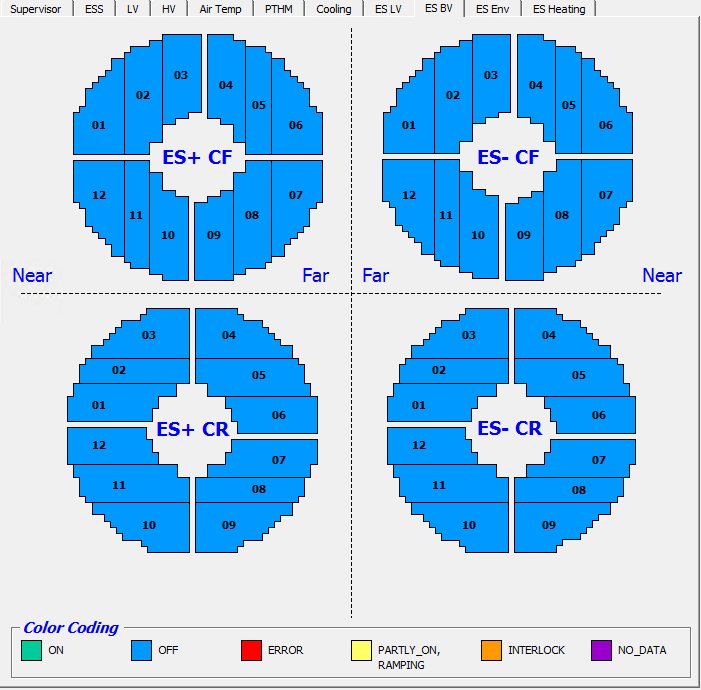 Supervisor ESS LV HV Air Temp PTHM Cooling ES LV ES BV ES Env ES Heating
03 04 03 04
02 05 02 05
01 06 01 06
ES+ CF ES- CF
12 07 12 07
11 08 11 08
10 09 10 09
Near Far Far Near
03 04 03 04
02 05 02 05
01 06 01 06
ES+ CR ES- CR
12 07 12 07
11 08 11 08
10 09 10 09
Color Coding
ON OFF ERROR PARTLY_ON, INTERLOCK NO_DATA
RAMPING